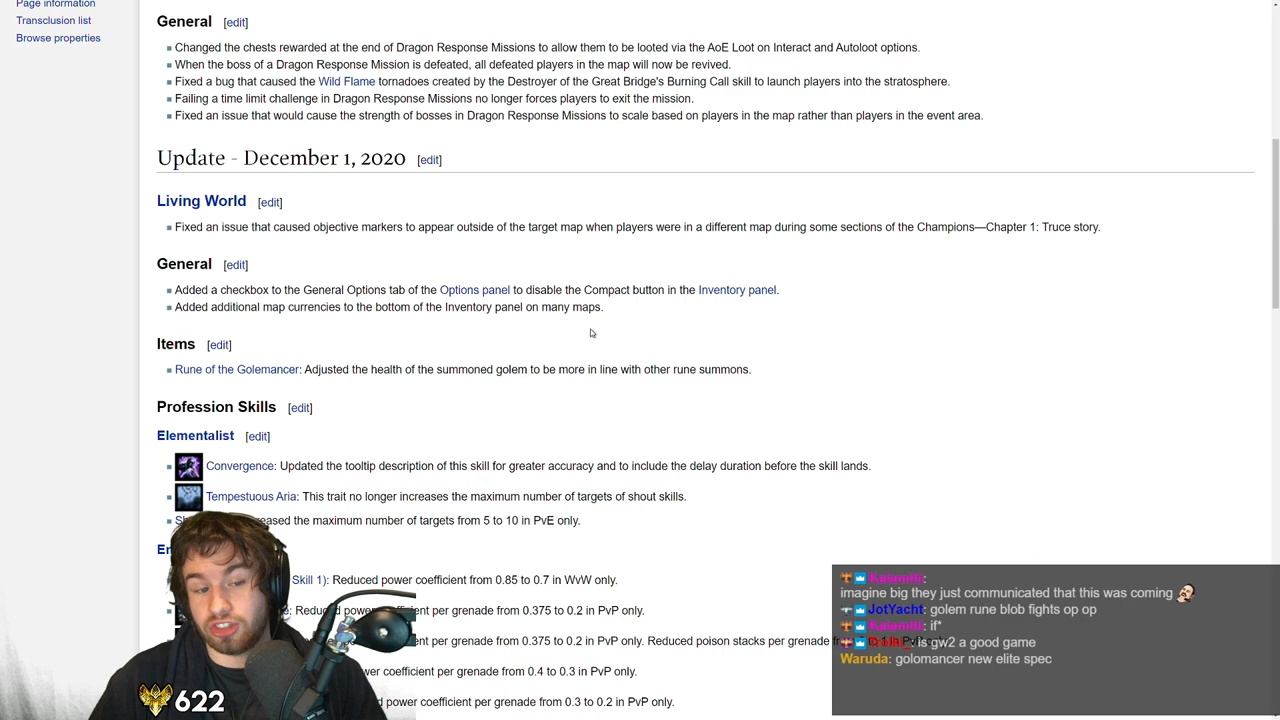 Page information
Transclusion list
Browse properties
General [edit]
Changed the chests rewarded at the end of Dragon Response Missions to allow them to be looted via the AoE Loot on Interact and Autoloot options.
When the boss of a Dragon Response Mission is defeated, all defeated players in the map will now be revived.
Fixed a bug that caused the Wild Flame tornadoes created by the Destroyer of the Great Bridge's Burning Call skill to launch players into the stratosphere.
Failing a time limit challenge in Dragon Response Missions no longer forces players to exit the mission.
Fixed an issue that would cause the strength of bosses in Dragon Response Missions to scale based on players in the map rather than players in the event area.
Update - December 1, 2020 [edit]
Living World [edit]
Fixed an issue that caused objective markers to appear outside of the target map when players were in a different map during some sections of the Champions—Chapter 1: Truce story.
General [edit]
Added a checkbox to the General Options tab of the Options panel to disable the Compact button in the Inventory panel.
Added additional map currencies to the bottom of the Inventory panel on many maps.
Items [edit]
Rune of the Golemancer: Adjusted the health of the summoned golem to be more in line with other rune summons.
Profession Skills [edit]
Elementalist [edit]
Convergence: Updated the tooltip description of this skill for greater accuracy and to include the delay duration before the skill lands.
Tempestuous Aria: This trait no longer increases the maximum number of targets of shout skills.
reased the maximum number of targets from 5 to 10 in PvE only.
Skill 1): Reduced power coefficient from 0.85 to 0.7 in WvW only.
Reduced power coefficient per grenade from 0.375 to 0.2 in PvP only.
ent per grenade from 0.375 to 0.2 in PvP only. Reduced poison stacks per grenade
wer coefficient per grenade from 0.4 to 0.3 in PvP only.
d power coefficient per grenade from 0.3 to 0.2 in PvP only.
622
Kalamitii:
imagine big they just communicated that this was coming
JotYacht: golem rune blob fights op op
Kalamitii: if*
: is gw2 a good game
Waruda: golomancer new elite spec